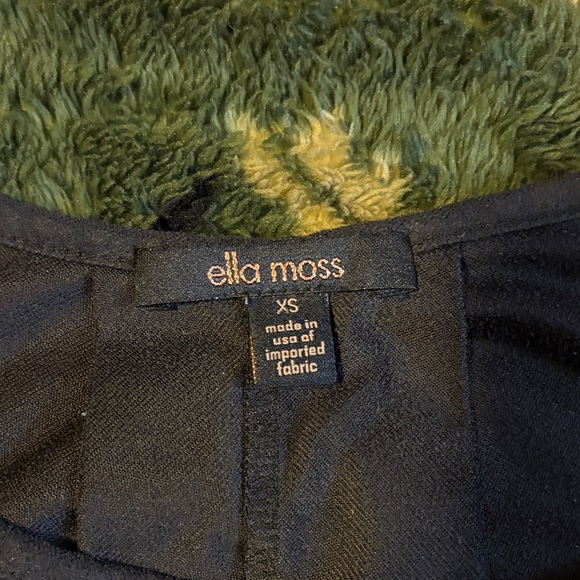 ella moss
XS
made in
usa of
imported
fabric